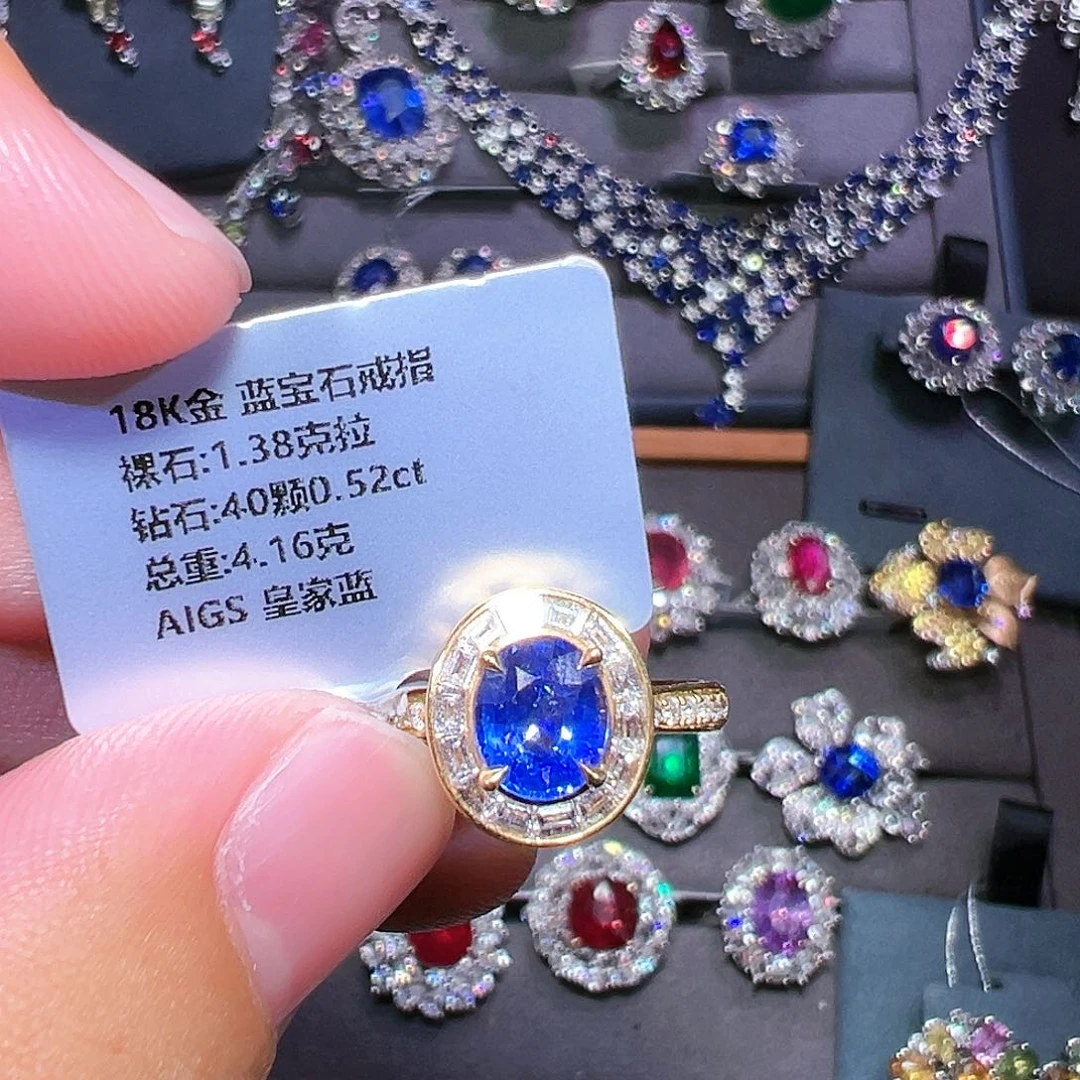 18K金 蓝宝石戒指
裸石:1.38克拉
钻石:40颗0.52ct
总重:4.16克
AIGS 皇家蓝